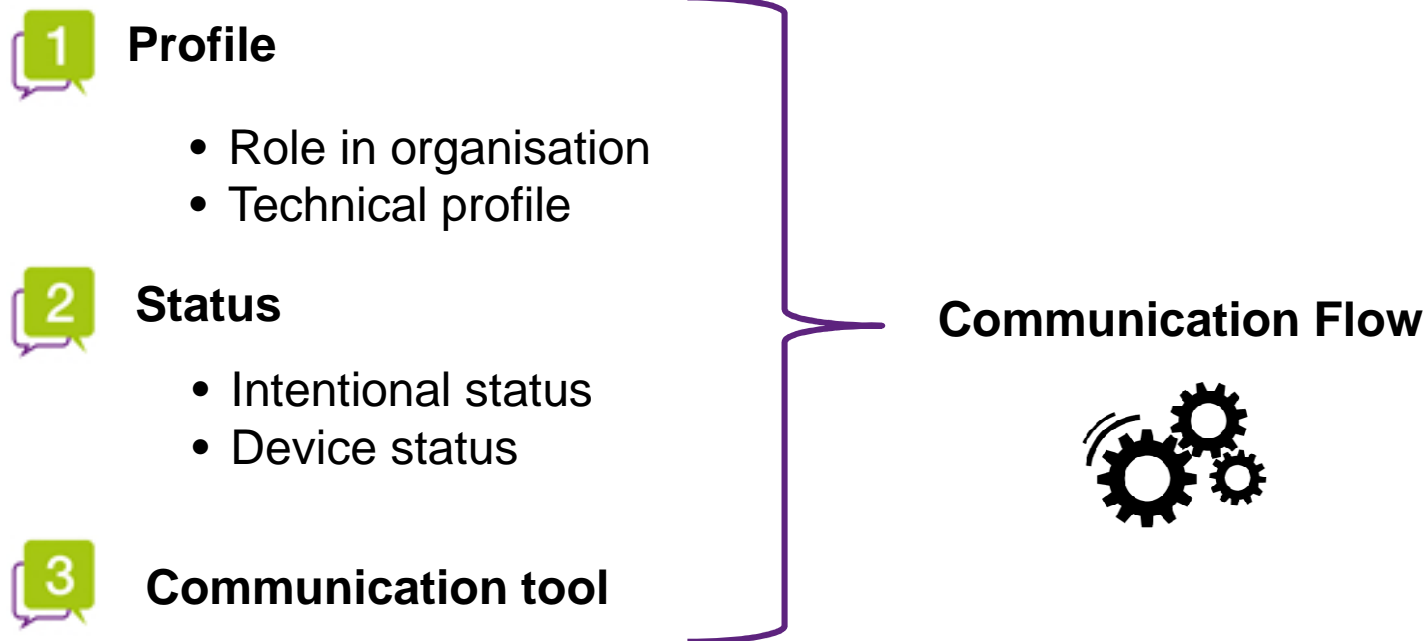 1 Profile
• Role in organisation
• Technical profile
2 Status
• Intentional status
• Device status
3 Communication tool
Communication Flow